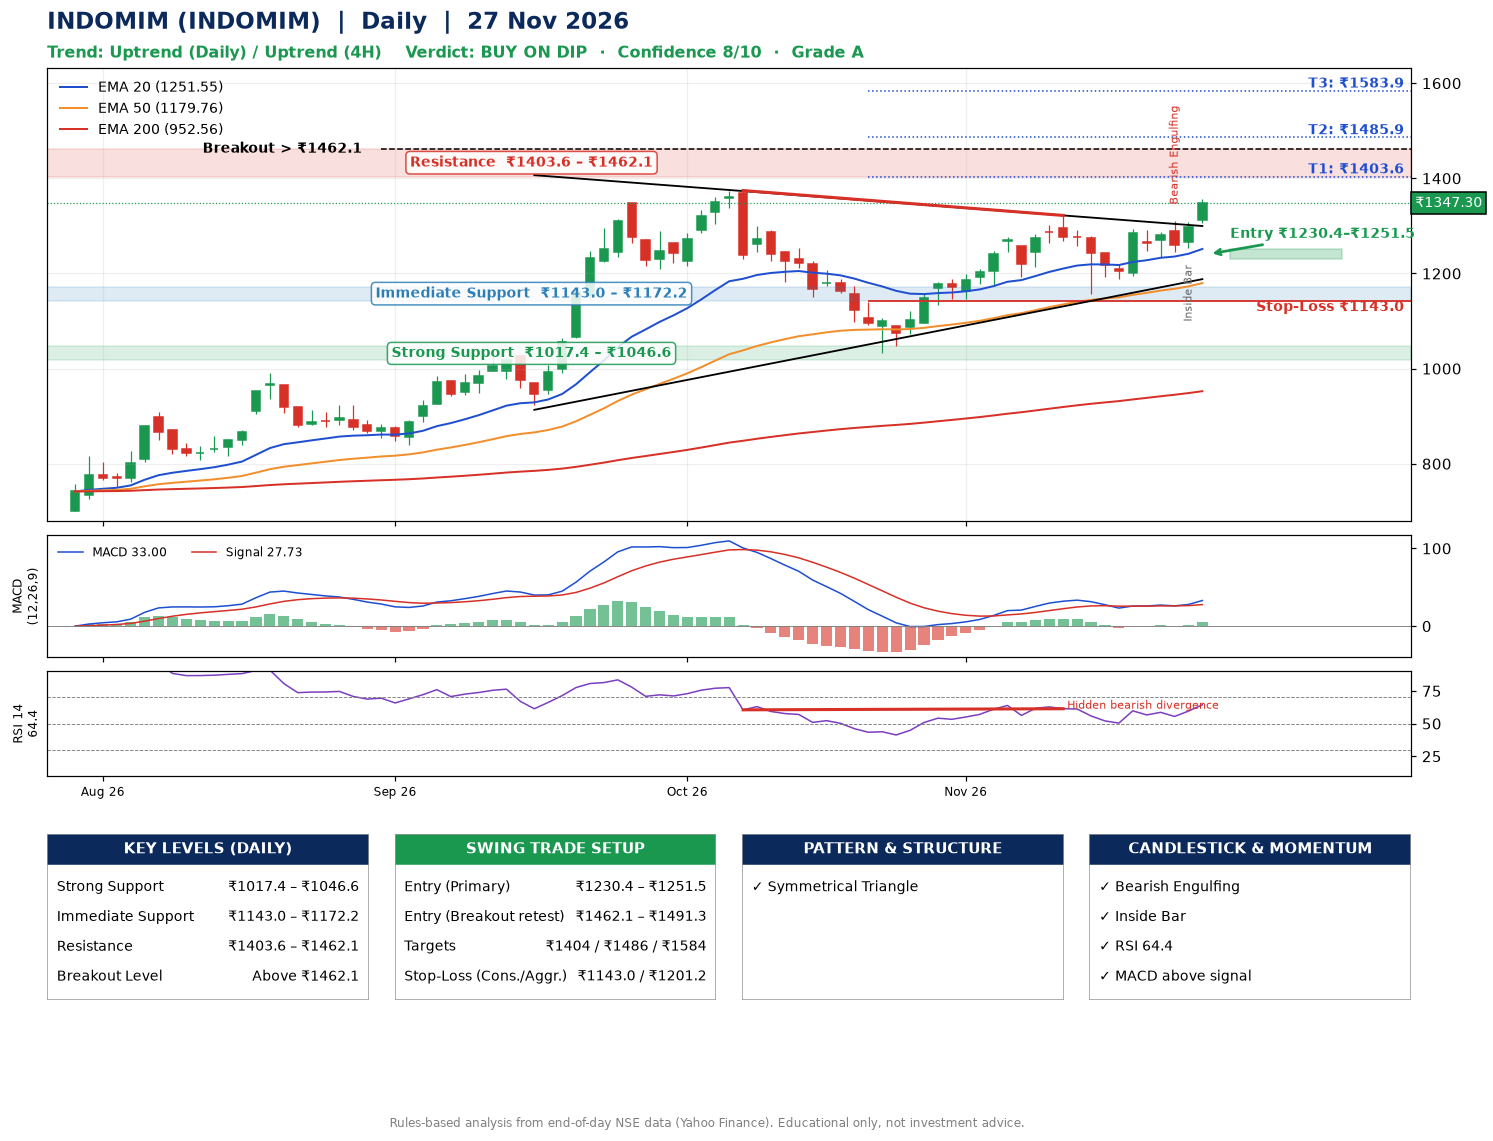 INDOMIM (INDOMIM)  |  Daily  |  27 Nov 2026
Trend: Uptrend (Daily) / Uptrend (4H)    Verdict: BUY ON DIP  ·  Confidence 8/10  ·  Grade A
EMA 20 (1251.55)
EMA 50 (1179.76)
EMA 200 (952.56)
Breakout > ₹1462.1
Resistance  ₹1403.6 – ₹1462.1
Immediate Support  ₹1143.0 – ₹1172.2
Strong Support  ₹1017.4 – ₹1046.6
Bearish Engulfing
Inside Bar
T3: ₹1583.9
T2: ₹1485.9
T1: ₹1403.6
Entry ₹1230.4–₹1251.5
Stop-Loss ₹1143.0
1600
1400
₹1347.30
1200
1000
800
MACD (12,26,9)
MACD 33.00
Signal 27.73
100
0
RSI 14
64.4
Hidden bearish divergence
75
50
25
Aug 26
Sep 26
Oct 26
Nov 26
KEY LEVELS (DAILY)
Strong Support ₹1017.4 – ₹1046.6
Immediate Support ₹1143.0 – ₹1172.2
Resistance ₹1403.6 – ₹1462.1
Breakout Level Above ₹1462.1
SWING TRADE SETUP
Entry (Primary) ₹1230.4 – ₹1251.5
Entry (Breakout retest) ₹1462.1 – ₹1491.3
Targets ₹1404 / ₹1486 / ₹1584
Stop-Loss (Cons./Aggr.) ₹1143.0 / ₹1201.2
PATTERN & STRUCTURE
✓ Symmetrical Triangle
CANDLESTICK & MOMENTUM
✓ Bearish Engulfing
✓ Inside Bar
✓ RSI 64.4
✓ MACD above signal
Rules-based analysis from end-of-day NSE data (Yahoo Finance). Educational only, not investment advice.